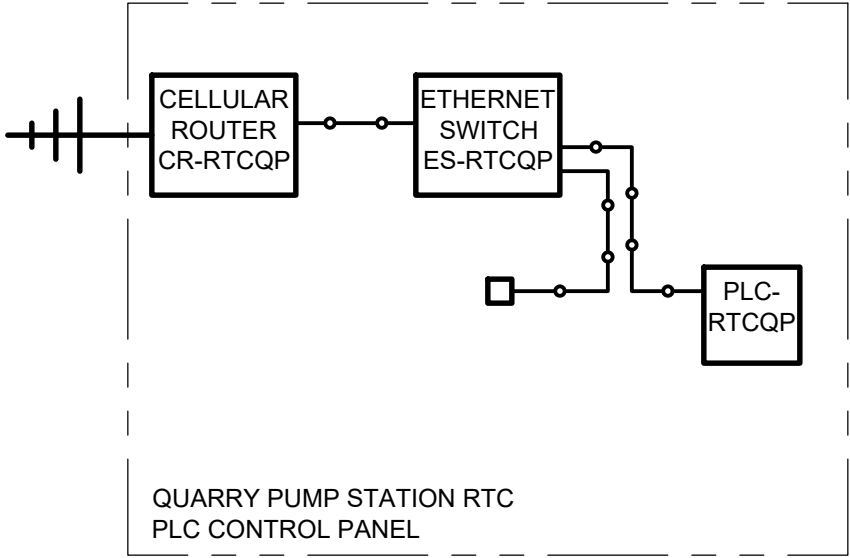 CELLULAR
ROUTER
CR-RTCQP
ETHERNET
SWITCH
ES-RTCQP
PLC-
RTCQP
QUARRY PUMP STATION RTC
PLC CONTROL PANEL